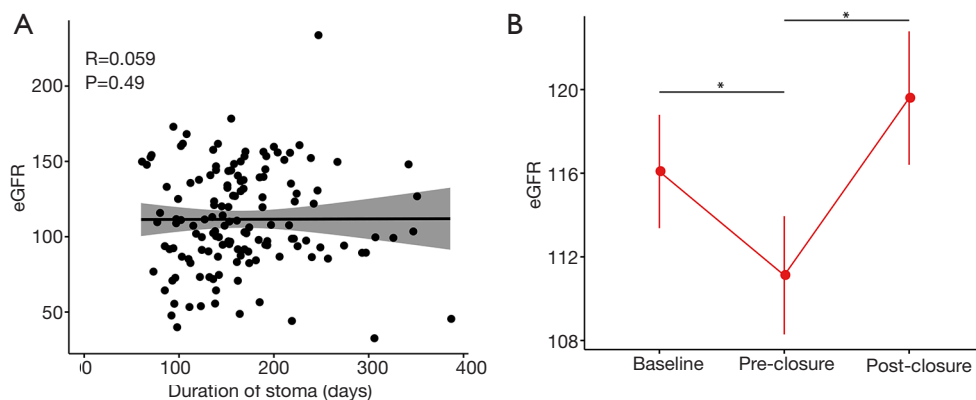 A
R=0.059
P=0.49
200
150
100
50
eGFR
0 100 200 300 400
Duration of stoma (days)
B
*
*
120
116
112
108
eGFR
Baseline Pre-closure Post-closure